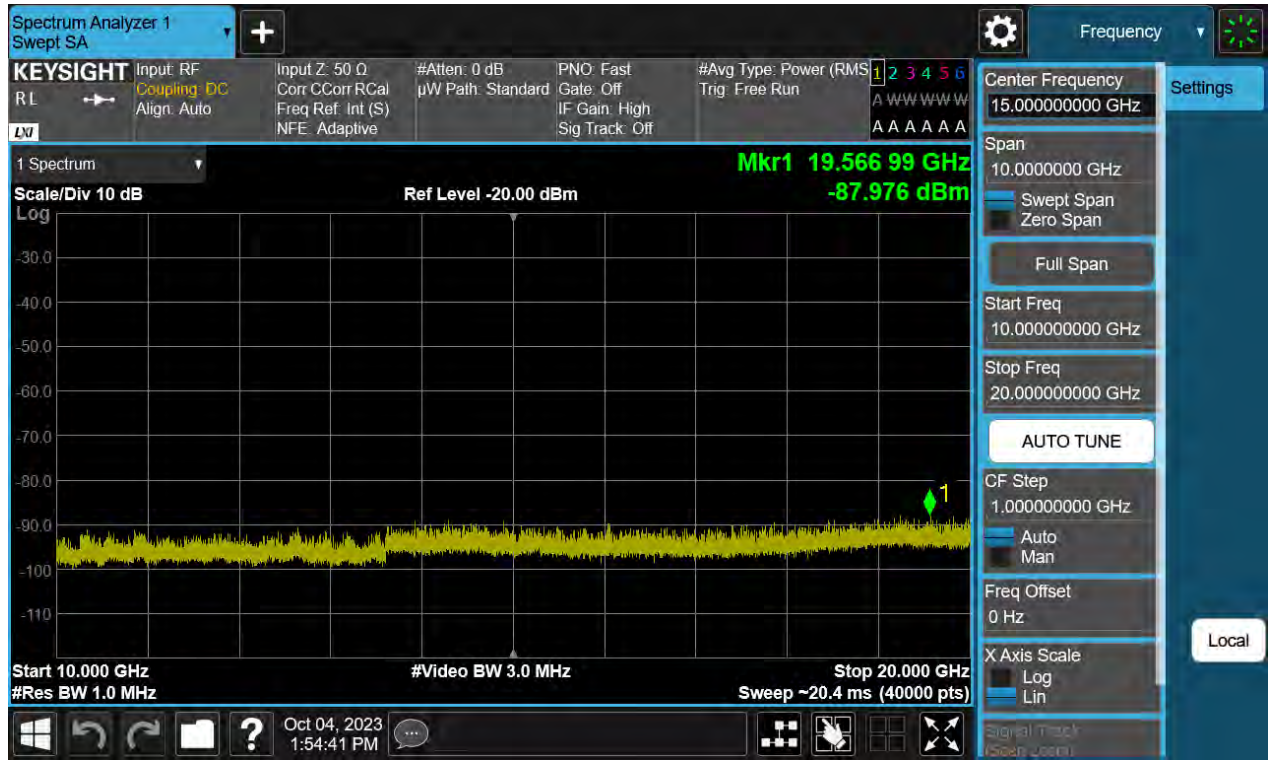 Spectrum Analyzer 1
Swept SA
Frequency
KEYSIGHT
RL
LXI
Input: RF
Coupling: DC
Align: Auto
Input Z: 50 Ω
Corr CCorr RCal
Freq Ref: Int (S)
NFE: Adaptive
#Atten: 0 dB
µW Path: Standard
PNO: Fast
Gate: Off
IF Gain: High
Sig Track: Off
#Avg Type: Power (RMS
Trig: Free Run
1 2 3 4 5 6
A W W W W W
A A A A A A
1 Spectrum
Scale/Div 10 dB
Log
Ref Level -20.00 dBm
Mkr1 19.566 99 GHz
-87.976 dBm
-30.0
-40.0
-50.0
-60.0
-70.0
-80.0
1
-90.0
-100
-110
Start 10.000 GHz
#Video BW 3.0 MHz
Stop 20.000 GHz
#Res BW 1.0 MHz
Sweep ~20.4 ms (40000 pts)
Center Frequency
15.000000000 GHz
Settings
Span
10.0000000 GHz
Swept Span
Zero Span
Full Span
Start Freq
10.000000000 GHz
Stop Freq
20.000000000 GHz
AUTO TUNE
CF Step
1.000000000 GHz
Auto
Man
Freq Offset
0 Hz
Local
X Axis Scale
Log
Lin
Signal Track
(Span Zoom)
?
Oct 04, 2023
1:54:41 PM